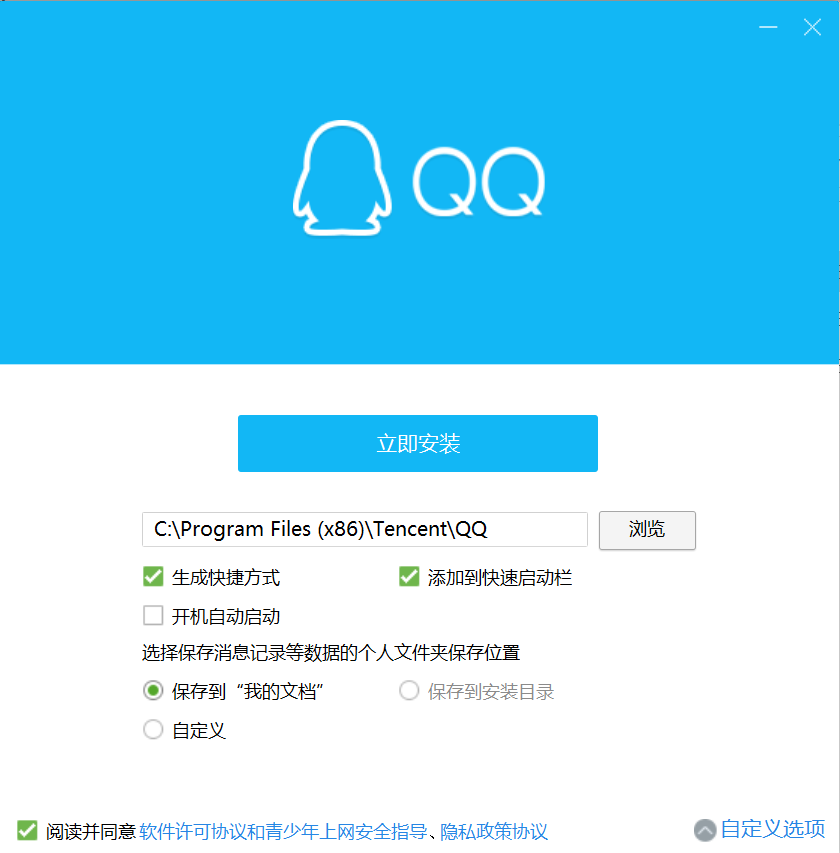 QQ
立即安装
C:\Program Files (x86)\Tencent\QQ 浏览
生成快捷方式 添加到快速启动栏
开机自动启动
选择保存消息记录等数据的个人文件夹保存位置
保存到“我的文档” 保存到安装目录
自定义
阅读并同意 软件许可协议和青少年上网安全指导、隐私政策协议 自定义选项